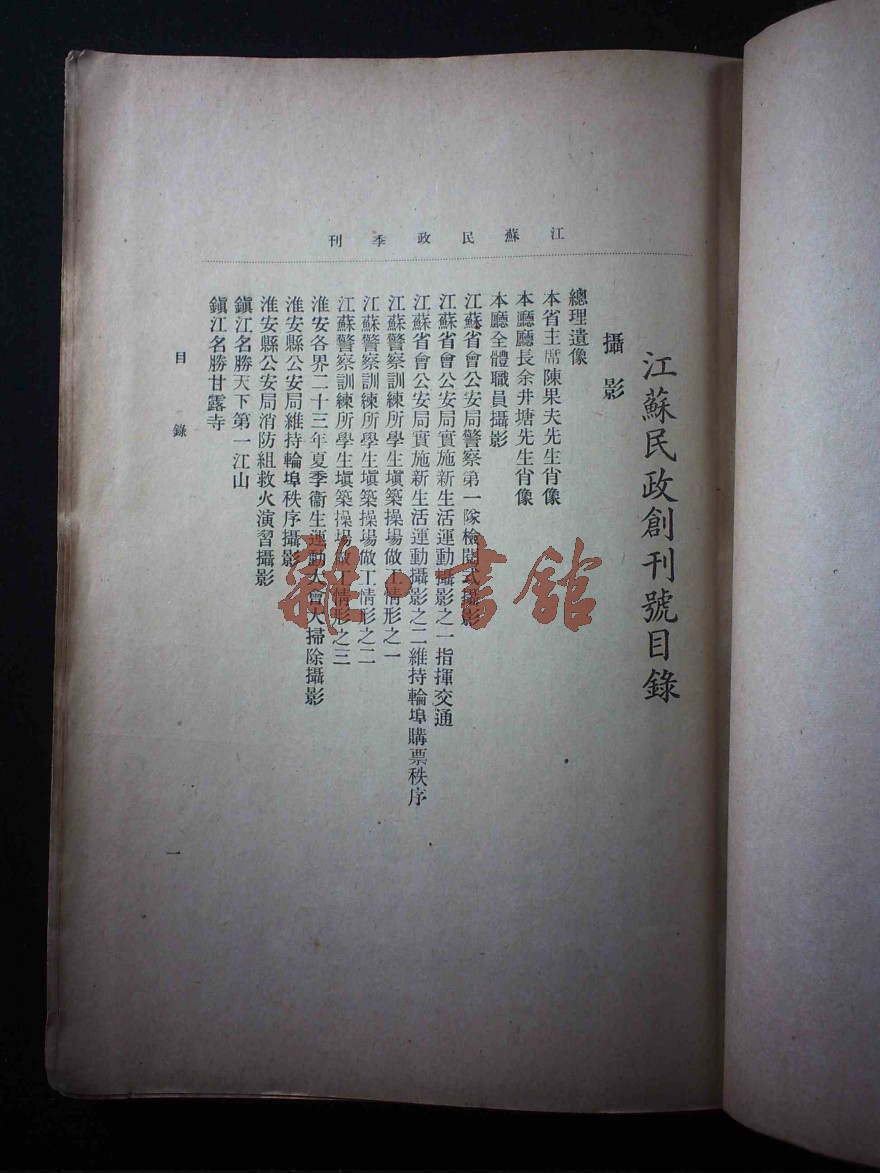 江蘇民政季刊
江蘇民政創刊號目錄
攝影
總理遺像
本省主席陳果夫先生肖像
本廳廳長余井塘先生肖像
本廳全體職員攝影
江蘇省會公安局警察第一隊檢閱式攝影
江蘇省會公安局實施新生活運動攝影之一指揮交通
江蘇省會公安局實施新生活運動攝影之二維持輪埠購票秩序
江蘇警察訓練所學生塡築操場做工情形之一
江蘇警察訓練所學生塡築操場做工情形之二
江蘇警察訓練所學生塡築操場做工情形之三
淮安各界二十三年夏季衞生運動大會大掃除攝影
淮安縣公安局維持輪埠秩序攝影
淮安縣公安局消防組救火演習攝影
鎭江名勝天下第一江山
鎭江名勝甘露寺
目錄
一
雜·書館